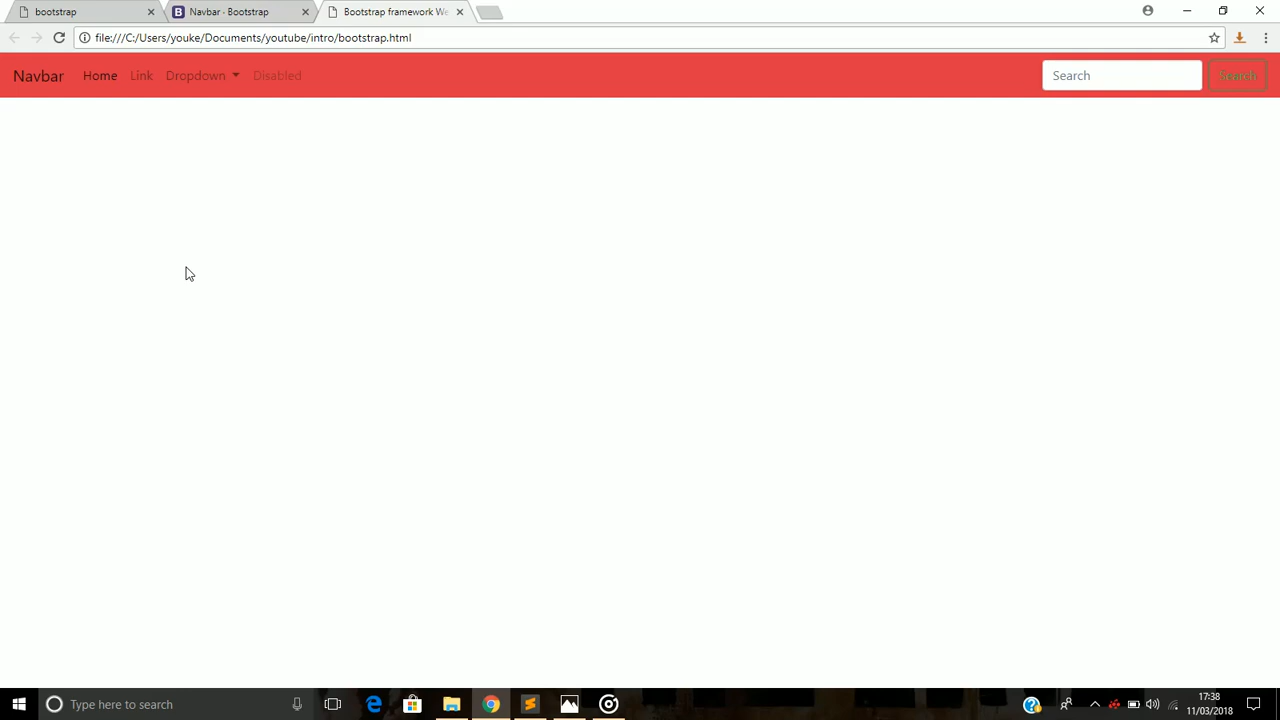 bootstrap
Navbar · Bootstrap
Bootstrap framework We
file:///C:/Users/youke/Documents/youtube/intro/bootstrap.html
Navbar Home Link Dropdown Disabled Search Search
Type here to search
17:38
11/03/2018